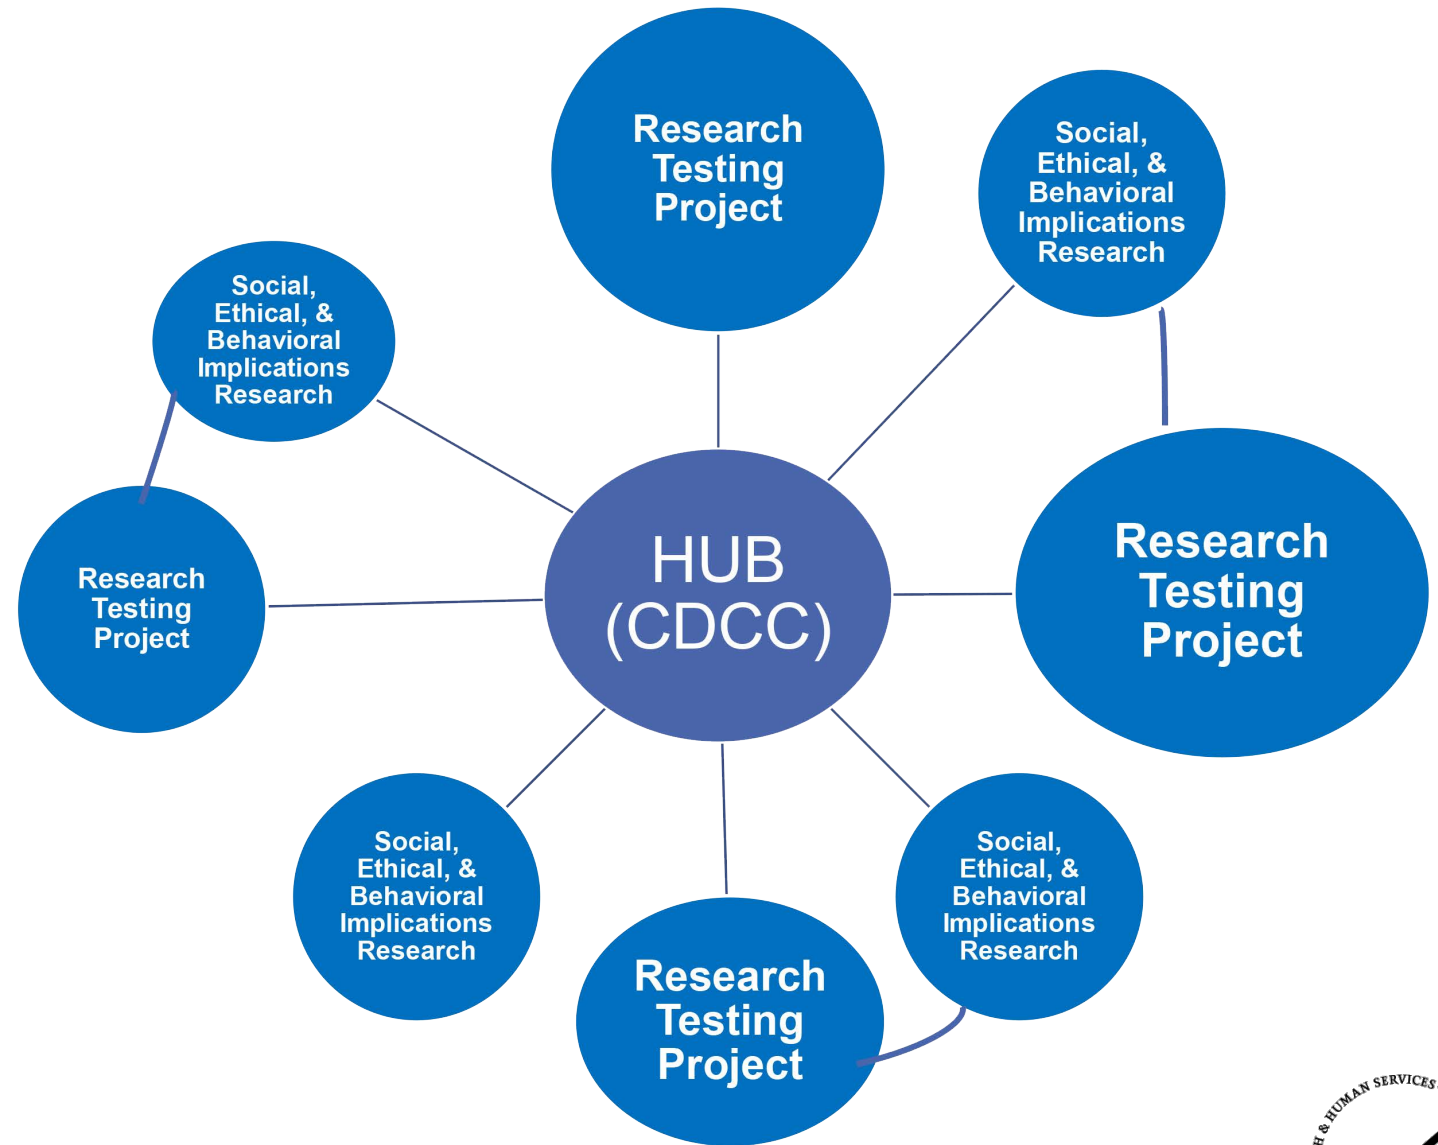 Research
Testing
Project
Social,
Ethical, &
Behavioral
Implications
Research
Social,
Ethical, &
Behavioral
Implications
Research
HUB
(CDCC)
Research
Testing
Project
Research
Testing
Project
Social,
Ethical, &
Behavioral
Implications
Research
Social,
Ethical, &
Behavioral
Implications
Research
Research
Testing
Project
& HUMAN SERVICES